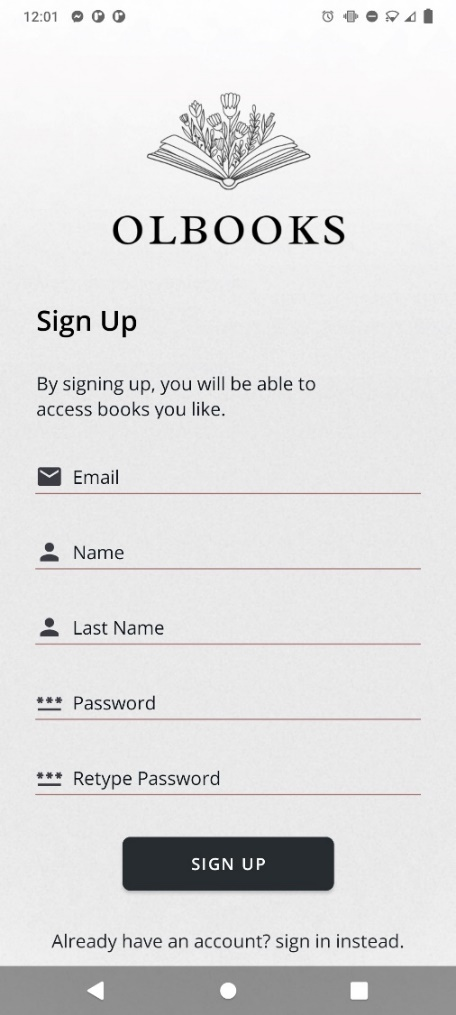 12:01
OLBOOKS
Sign Up
By signing up, you will be able to
access books you like.
Email
Name
Last Name
*** Password
*** Retype Password
SIGN UP
Already have an account? sign in instead.